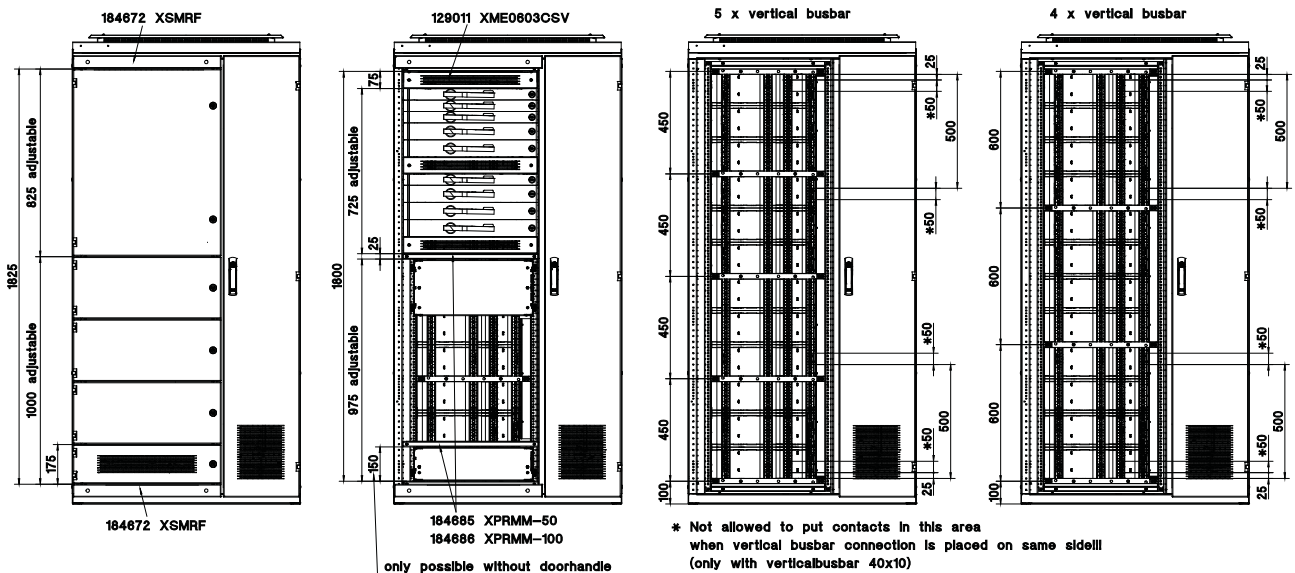 184672 XSMRF
825 adjustable
1825
1000 adjustable
175
184672 XSMRF
129011 XME0603CSV
75
725 adjustable
25
1800
975 adjustable
150
184685 XPRMM-50
184686 XPRMM-100
only possible without doorhandle
5 x vertical busbar
450
450
450
450
100
25
*50
500
*50
*50
500
*50
25
4 x vertical busbar
600
600
600
100
25
*50
500
*50
*50
500
*50
25
* Not allowed to put contacts in this area
when vertical busbar connection is placed on same side!!!
(only with verticalbusbar 40x10)